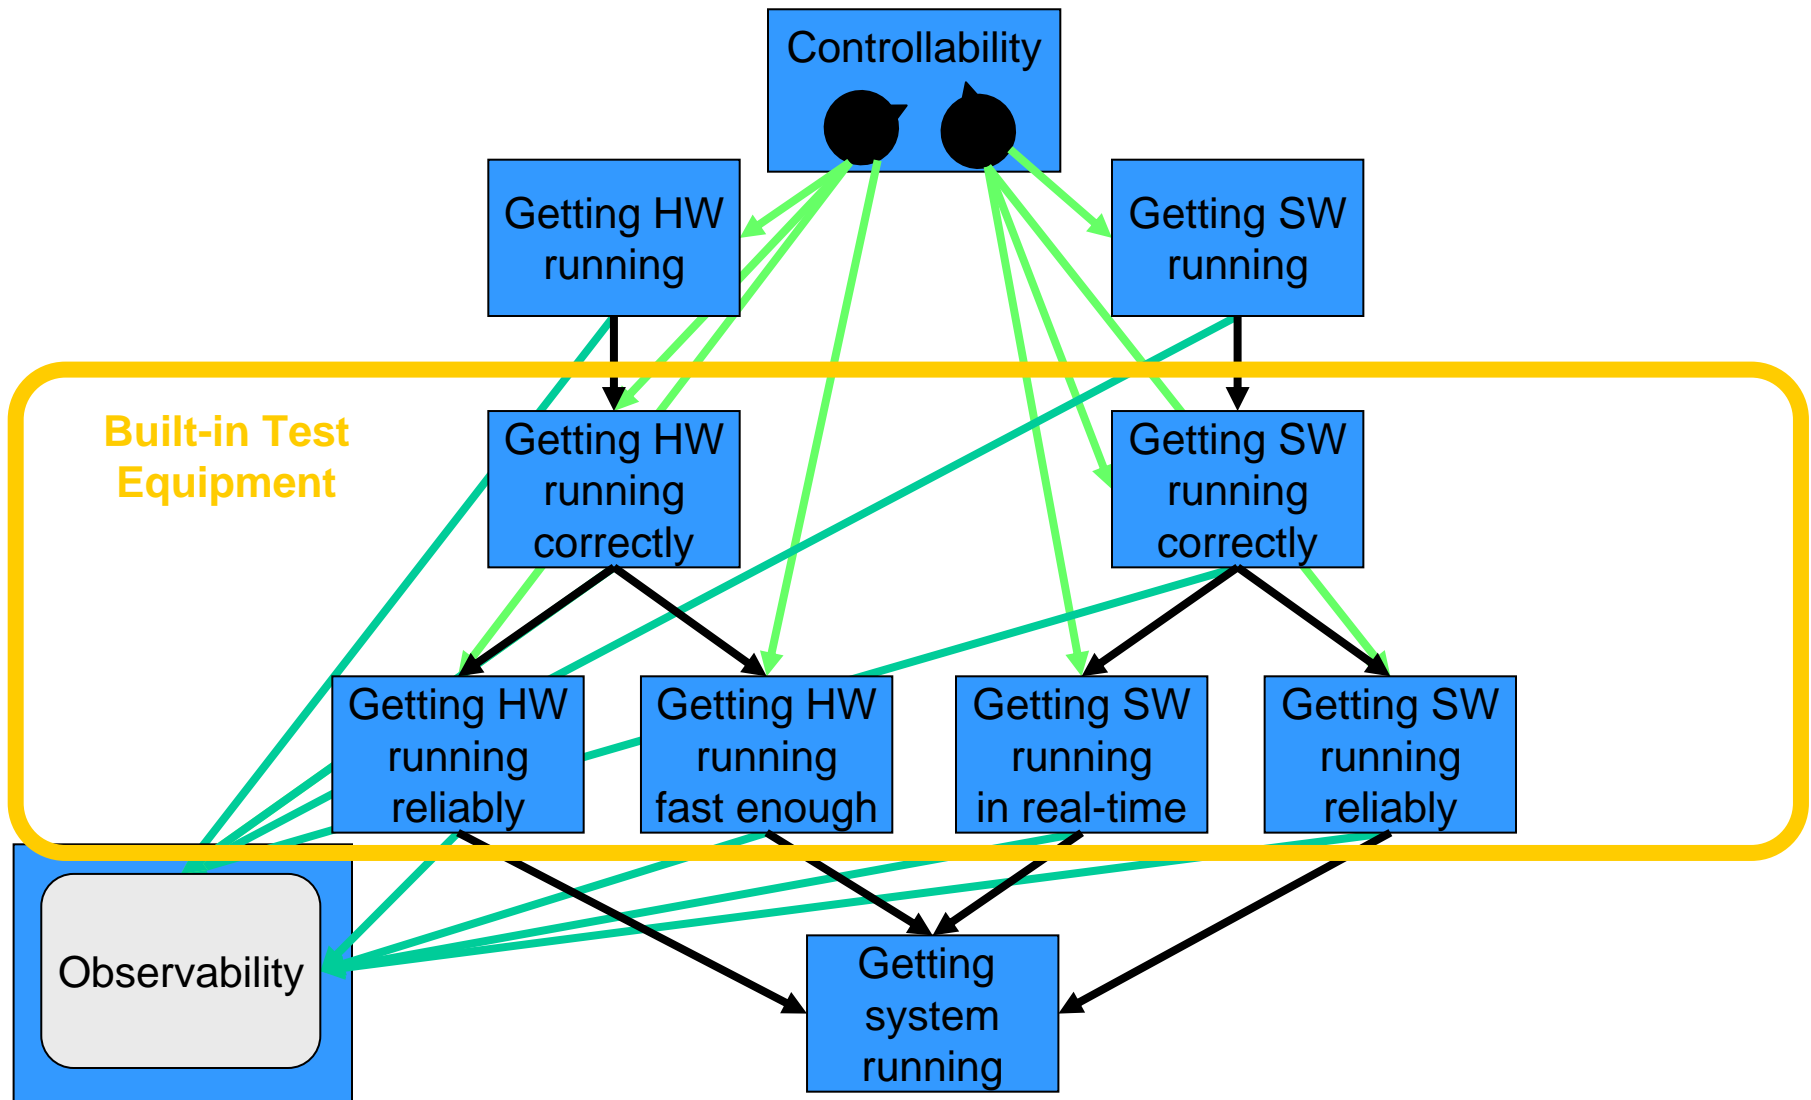 Controllability
Getting HW
running
Getting SW
running
Built-in Test
Equipment
Getting HW
running
correctly
Getting SW
running
correctly
Getting HW
running
reliably
Getting HW
running
fast enough
Getting SW
running
in real-time
Getting SW
running
reliably
Observability
Getting
system
running